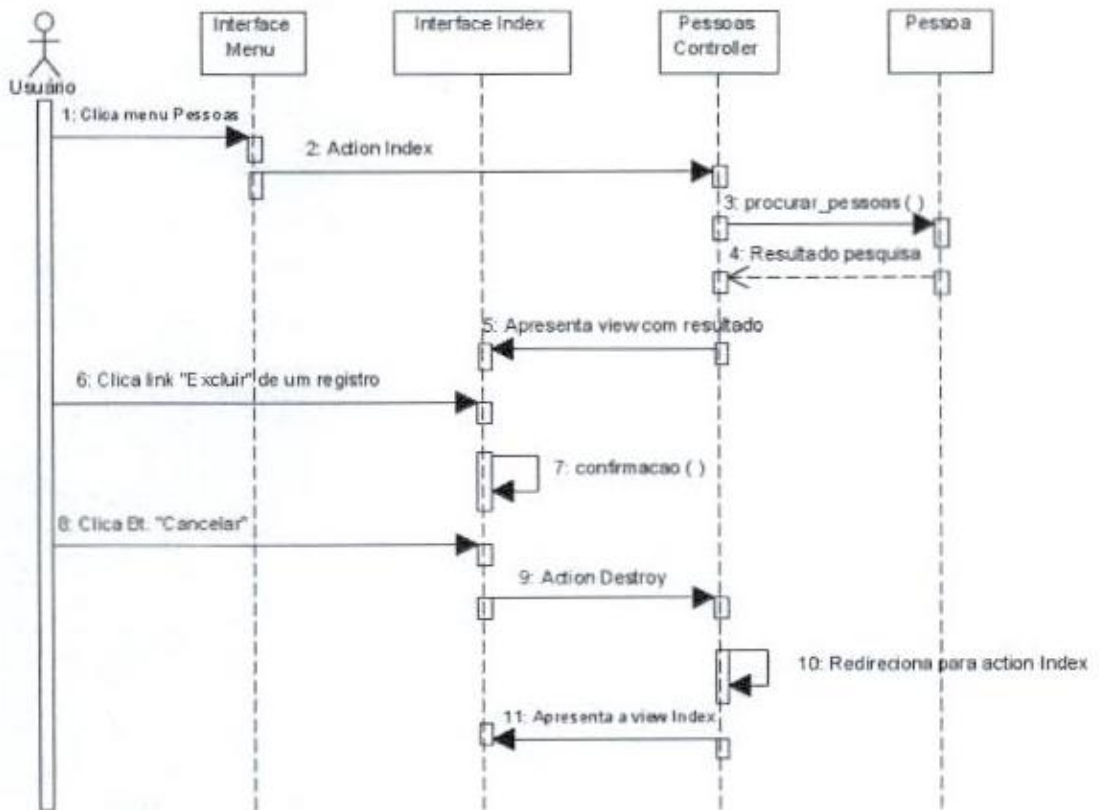 Interface
Menu
Interface Index
Pessoas
Controller
Pessoa
Usuário
1: Clica menu Pessoas
2: Action Index
3: procurar_pessoas ( )
4: Resultado pesquisa
5: Apresenta view com resultado
6: Clica link "Excluir" de um registro
7: confirmacao ( )
8: Clica Bt. "Cancelar"
9: Action Destroy
10: Redireciona para action Index
11: Apresenta a view Index